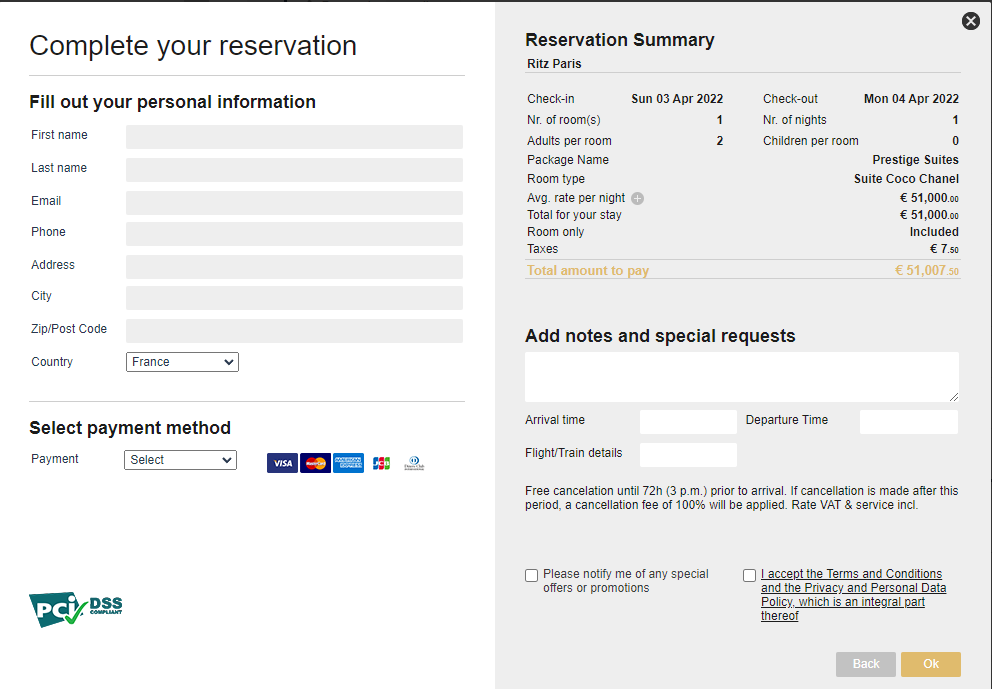 Complete your reservation
Fill out your personal information
First name
Last name
Email
Phone
Address
City
Zip/Post Code
Country France
Select payment method
Payment Select
VISA MasterCard AMERICAN EXPRESS JCB Diners Club
PCI DSS COMPLIANT
Reservation Summary
Ritz Paris
Check-in Sun 03 Apr 2022 Check-out Mon 04 Apr 2022
Nr. of room(s) 1 Nr. of nights 1
Adults per room 2 Children per room 0
Package Name Prestige Suites
Room type Suite Coco Chanel
Avg. rate per night € 51,000.00
Total for your stay € 51,000.00
Room only Included
Taxes € 7.50
Total amount to pay € 51,007.50
Add notes and special requests
Arrival time Departure Time
Flight/Train details
Free cancelation until 72h (3 p.m.) prior to arrival. If cancellation is made after this
period, a cancellation fee of 100% will be applied. Rate VAT & service incl.
Please notify me of any special
offers or promotions
I accept the Terms and Conditions
and the Privacy and Personal Data
Policy, which is an integral part
thereof
Back Ok